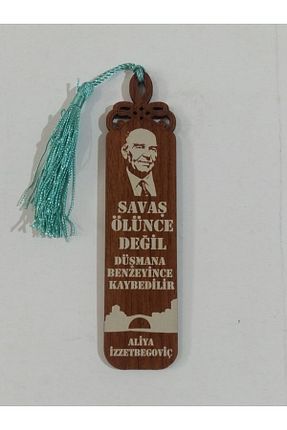 SAVAŞ
ÖLÜNCE
DEĞİL
DÜŞMANA
BENZEYİNCE
KAYBEDİLİR
ALİYA
İZZETBEGOVİÇ